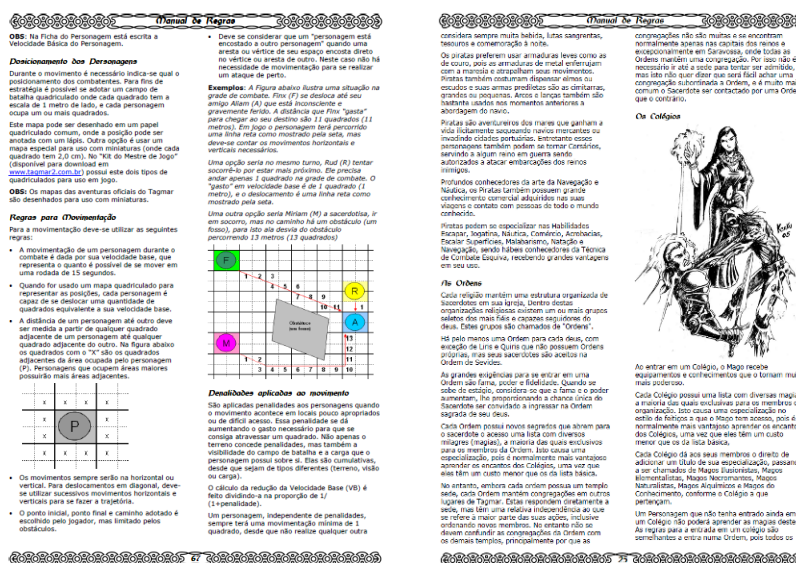 Manual de Regras
OBS: Na Ficha do Personagem está escrita a
Velocidade Básica do Personagem.
Posicionamento dos Personagens
Durante o movimento é necessário indica-se qual o
posicionamento dos combatentes. Para fins de
estratégia é possível se adotar um campo de
batalha quadriculado onde cada quadrado tem a
escala de 1 metro de lado, e cada personagem
ocupa um ou mais quadrados.
Este mapa pode ser desenhado em um papel
quadriculado comum, onde a posição pode ser
anotada com um lápis. Outra opção é usar um
mapa especial para uso com miniaturas (onde cada
quadrado tem 2,0 cm). No "Kit do Mestre de Jogo"
(disponível para download em
www.tagmar2.com.br) possui este dois tipos de
quadriculados para uso em jogo.
OBS: Os mapas das aventuras oficiais do Tagmar
são desenhados para uso com miniaturas.
Regras para Movimentação
Para a movimentação deve-se utilizar as seguintes
regras:
• A movimentação de um personagem durante o
combate é dada por sua velocidade base, que
representa o quanto é possível de se mover em
uma rodada de 15 segundos.
• Quando for usado um mapa quadriculado para
representar as posições, cada personagem é
capaz de se deslocar uma quantidade de
quadrados equivalente a sua velocidade base.
• A distância de um personagem até outro deve
ser medida a partir de qualquer quadrado
adjacente de um personagem até qualquer
quadrado adjacente do outro. Na figura abaixo
os quadrados com o "X" são os quadrados
adjacentes da área ocupada pelo personagem
(P). Personagens que ocupem áreas maiores
possuirão mais áreas adjacentes.
X X X X
X P X
X X
X X X X
• Os movimentos sempre serão na horizontal ou
vertical. Para deslocamentos em diagonal, deve-
se utilizar sucessivos movimentos horizontais e
verticais para se fazer a trajetória.
• O ponto inicial, ponto final e caminho adotado é
escolhido pelo jogador, mas limitado pelos
obstáculos.
• Deve se considerar que um "personagem está
encostado a outro personagem" quando uma
aresta ou vértice de seu espaço encosta direto
no vértice ou aresta do outro. Neste caso não há
necessidade de movimentação para se realizar
um ataque de perto.
Exemplos: A Figura abaixo ilustra uma situação na
grade de combate. Finx (F) se desloca até seu
amigo Aliam (A) que está inconsciente e
gravemente ferido. A distância que Finx "gasta"
para chegar ao seu destino são 11 quadrados (11
metros). Em jogo o personagem terá percorrido
uma linha reta como mostrado pela seta, mas
deve-se contar os movimentos horizontais e
verticais necessários.
Uma opção seria no mesmo turno, Rud (R) tentar
socorrê-lo por estar mais próximo. Ele precisa
andar apenas 1 quadrado na grade de combate. O
"gasto" em velocidade base é de 1 quadrado (1
metro), e o deslocamento é uma linha reta como
mostrado pela seta.
Uma outra opção seria Miriam (M) a sacerdotisa, ir
em socorro, mas no caminho há um obstáculo (um
fosso), para isto ala desvia do obstáculo
percorrendo 13 metros (13 quadrados)
F
1 2 3
4 5 6
7 8 9 R
10 11 1
Obstáculo
(um fosso) A
M 13
12
1 2 11
3 4 5 6 7 8 9 10
Penalidades aplicadas ao movimento
São aplicadas penalidades aos personagens quando
o movimento acontece em locais pouco apropriados
ou de difícil acesso. Essa penalidade se dá
aumentando o gasto necessário para que se
consiga atravessar um quadrado. Não apenas o
terreno concede penalidades, mas também a
visibilidade do campo de batalha e a carga que o
personagem possui sobre si. Elas são cumulativas,
desde que sejam de tipos diferentes (terreno, visão
ou carga).
O cálculo da redução da Velocidade Base (VB) é
feito dividindo-a na proporção de 1/
(1+penalidade).
Um personagem, independente de penalidades,
sempre terá uma movimentação mínima de 1
quadrado, desde que não realize qualquer outra
67
Manual de Regras
considera sempre muita bebida, lutas sangrentas,
tesouros e comemoração à noite.
Os piratas preferem usar armaduras leves como as
de couro, pois as armaduras de metal enferrujam
com a maresia e atrapalham seus movimentos.
Piratas também costumam dispensar elmos ou
escudos e suas armas prediletas são as cimitarras,
grandes ou pequenas. Arcos e lanças também são
bastante usados nos momentos anteriores a
abordagem do navio.
Piratas são aventureiros dos mares que ganham a
vida ilicitamente saqueando navios mercantes ou
invadindo cidades portuárias. Entretanto esses
personagens também podem se tornar Corsários,
servindo a algum reino em guerra sendo
autorizados a atacar embarcações dos reinos
inimigos.
Profundos conhecedores da arte da Navegação e
Náutica, os Piratas também possuem grande
conhecimento comercial adquiridos nas suas
viagens e contato com pessoas de todo o mundo
conhecido.
Piratas podem se especializar nas Habilidades
Escapar, Jogatina, Náutica, Comércio, Acrobacias,
Escalar Superfícies, Malabarismo, Natação e
Navegação, sendo hábeis conhecedores da Técnica
de Combate Esquiva, recebendo grandes vantagens
em seu uso.
As Ordens
Cada religião mantém uma estrutura organizada de
Sacerdotes em sua igreja. Dentro destas
organizações religiosas existem um ou mais grupos
seletos dos mais fiéis e capazes seguidores do
deus. Estes grupos são chamados de "Ordens".
Há pelo menos uma Ordem para cada deus, com
exceção de Lins e Quins que não possuem Ordens
próprias, mas seus sacerdotes são aceitos na
Ordem de Sevides.
As grandes exigências para se entrar em uma
Ordem são fama, poder e fidelidade. Quando se
sobe de estágio, considera-se que a fama e o poder
aumentam, lhe proporcionando a chance única do
Sacerdote ser convidado a ingressar na Ordem
sagrada de seu deus.
Cada Ordem possui novos segredos que abrem para
o sacerdote o acesso uma lista com diversos
milagres (magias), a maioria das quais exclusivos
para os membros da Ordem. Isto causa uma
especialização, pois é normalmente mais vantajoso
aprender os encantos dos Colégios, uma vez que
eles têm um custo menor que os da lista básica.
No entanto, embora cada ordem possua um templo
sede, cada Ordem mantém congregações em outros
lugares de Tagmar. Estas respondem diretamente a
sede, mas têm uma relativa independência ao que
se refere a maior parte das suas ações, inclusive
ordenando novos membros. No entanto não se
devem confundir as congregações da Ordem com
os demais templos, principalmente por que as
congregações não são muitas e se encontram
normalmente apenas nas capitais dos reinos e
excepcionalmente em Saravossa, onde todas as
Ordens mantém uma congregação. Por isso não é
necessário ir até a sede para tentar ser admitido,
mas isto não quer dizer que será fácil achar uma
congregação subordinada a Ordem, e é muito mais
comum o Sacerdote ser contactado por uma Ordem
que o contrário.
Os Colégios
Ao entrar em um Colégio, o Mago recebe
equipamentos e conhecimentos que o tornam mu
mais poderoso.
Cada Colégio possui uma lista com diversas magia
a maioria das quais exclusivas para os membros d
organização. Isto causa uma especialização no
estilo de feitiços a que o Mago tem acesso, pois é
normalmente mais vantajoso aprender os encanto
dos Colégios, uma vez que eles têm um custo
menor que os da lista básica.
Cada Colégio dá aos seus membros o direito de
adicionar um título de sua especialização, passand
a ser chamados de Magos Ilusionistas, Magos
Elementalistas, Magos Necromantes, Magos
Naturalistas, Magos Alquímicos e Magos do
Conhecimento, conforme o Colégio a que
pertençam.
Um Personagem que não tenha entrado ainda em
um Colégio não poderá aprender as magias deste
As regras para a entrada em um colégio são
semelhantes a entra numa Ordem, pois todos os
25